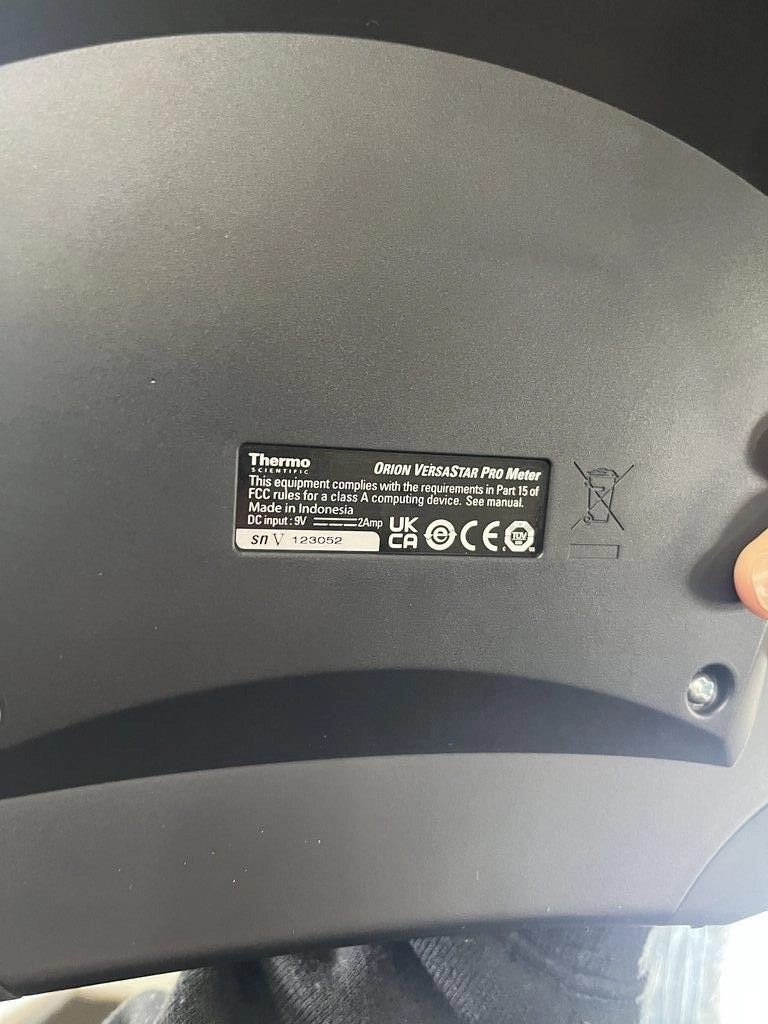 Thermo
SCIENTIFIC
ORION VERSASTAR PRO Meter
This equipment complies with the requirements in Part 15 of
FCC rules for a class A computing device. See manual.
Made in Indonesia
DC input : 9V 2Amp
UK
CA
e
CE
TÜV
sn V 123052